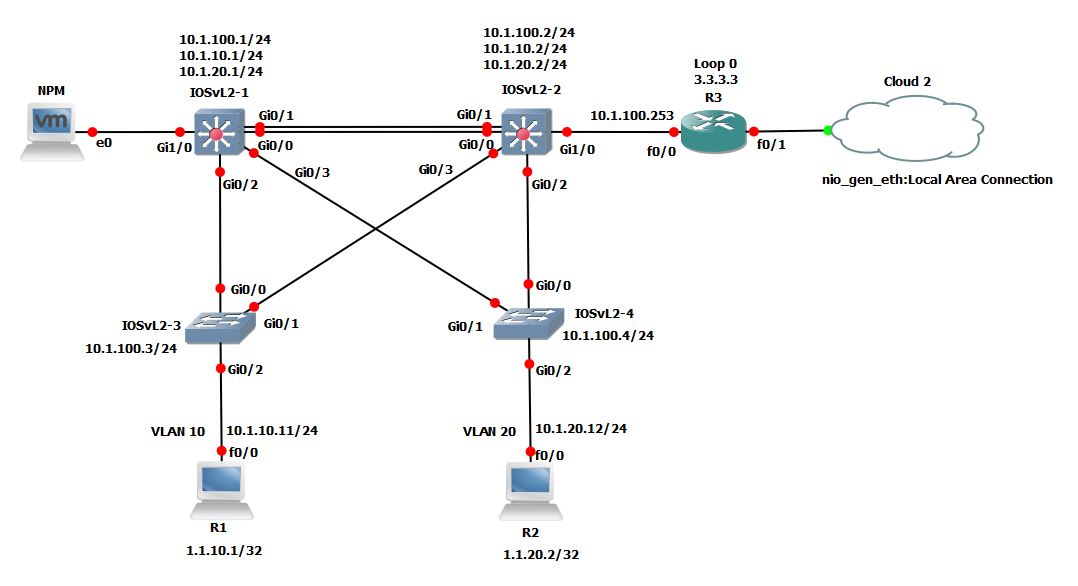 10.1.100.1/24
10.1.10.1/24
10.1.20.1/24
IOSvL2-1
10.1.100.2/24
10.1.10.2/24
10.1.20.2/24
IOSvL2-2
Loop 0
3.3.3.3
R3
Cloud 2
NPM
vm
e0
Gi1/0
Gi0/1
Gi0/0
Gi0/1
Gi0/0
Gi1/0
10.1.100.253
f0/0
f0/1
nio_gen_eth:Local Area Connection
Gi0/2
Gi0/3
Gi0/3
Gi0/2
Gi0/0
Gi0/1
IOSvL2-3
10.1.100.3/24
Gi0/0
Gi0/1
IOSvL2-4
10.1.100.4/24
Gi0/2
Gi0/2
VLAN 10
10.1.10.11/24
f0/0
VLAN 20
10.1.20.12/24
f0/0
R1
1.1.10.1/32
R2
1.1.20.2/32